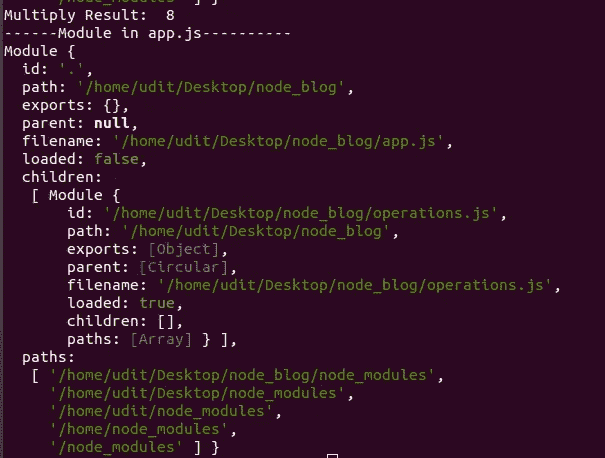 '/node_modules' ] }
Multiply Result:  8
------Module in app.js----------
Module {
  id: '.',
  path: '/home/udit/Desktop/node_blog',
  exports: {},
  parent: null,
  filename: '/home/udit/Desktop/node_blog/app.js',
  loaded: false,
  children:
   [ Module {
       id: '/home/udit/Desktop/node_blog/operations.js',
       path: '/home/udit/Desktop/node_blog',
       exports: [Object],
       parent: [Circular],
       filename: '/home/udit/Desktop/node_blog/operations.js',
       loaded: true,
       children: [],
       paths: [Array] } ],
  paths:
   [ '/home/udit/Desktop/node_blog/node_modules',
     '/home/udit/Desktop/node_modules',
     '/home/udit/node_modules',
     '/home/node_modules',
     '/node_modules' ] }